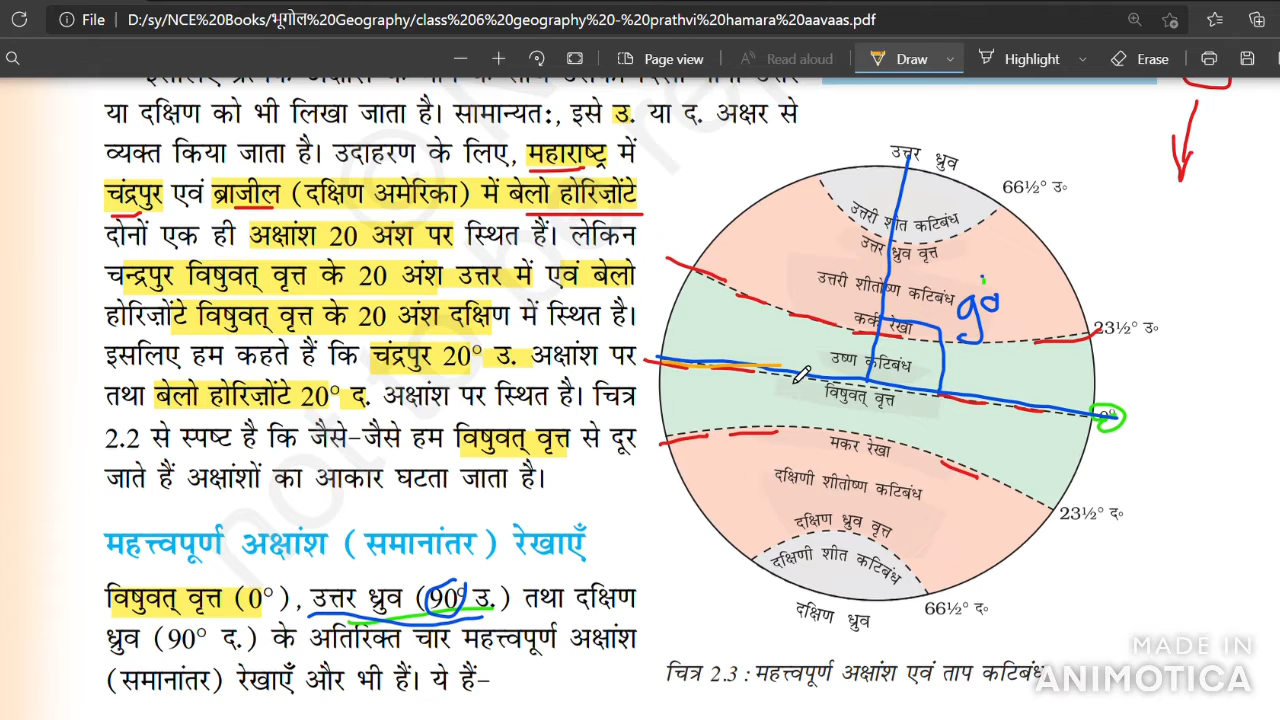 File
D:/sy/NCE%20Books/भूगोल%20Geography/class%206%20geography%20-%20prathvi%20hamara%20aavaas.pdf
Page view
Read aloud
Draw
Highlight
Erase
या दक्षिण को भी लिखा जाता है। सामान्यतः, इसे उ. या द. अक्षर से
व्यक्त किया जाता है। उदाहरण के लिए, महाराष्ट्र में
चंद्रपुर एवं ब्राजील (दक्षिण अमेरिका) में बेलो होरिज़ोंटे
दोनों एक ही अक्षांश 20 अंश पर स्थित हैं। लेकिन
चन्द्रपुर विषुवत् वृत्त के 20 अंश उत्तर में एवं बेलो
होरिज़ोंटे विषुवत् वृत्त के 20 अंश दक्षिण में स्थित है।
इसलिए हम कहते हैं कि चंद्रपुर 20° उ. अक्षांश पर
तथा बेलो होरिज़ोंटे 20° द. अक्षांश पर स्थित है। चित्र
2.2 से स्पष्ट है कि जैसे-जैसे हम विषुवत् वृत्त से दूर
जाते हैं अक्षांशों का आकार घटता जाता है।
महत्त्वपूर्ण अक्षांश (समानांतर) रेखाएँ
विषुवत् वृत्त (0°), उत्तर ध्रुव (90° उ.) तथा दक्षिण
ध्रुव (90° द.) के अतिरिक्त चार महत्त्वपूर्ण अक्षांश
(समानांतर) रेखाएँ और भी हैं। ये हैं-
उत्तर ध्रुव
66½° उ०
उत्तरी शीत कटिबंध
उत्तर ध्रुव वृत्त
उत्तरी शीतोष्ण कटिबंध
कर्क रेखा
23½° उ०
उष्ण कटिबंध
विषुवत् वृत्त
0°
मकर रेखा
दक्षिणी शीतोष्ण कटिबंध
23½° द०
दक्षिण ध्रुव वृत्त
दक्षिणी शीत कटिबंध
66½° द०
दक्षिण ध्रुव
चित्र 2.3 : महत्त्वपूर्ण अक्षांश एवं ताप कटिबंध
MADE IN
ANIMOTICA